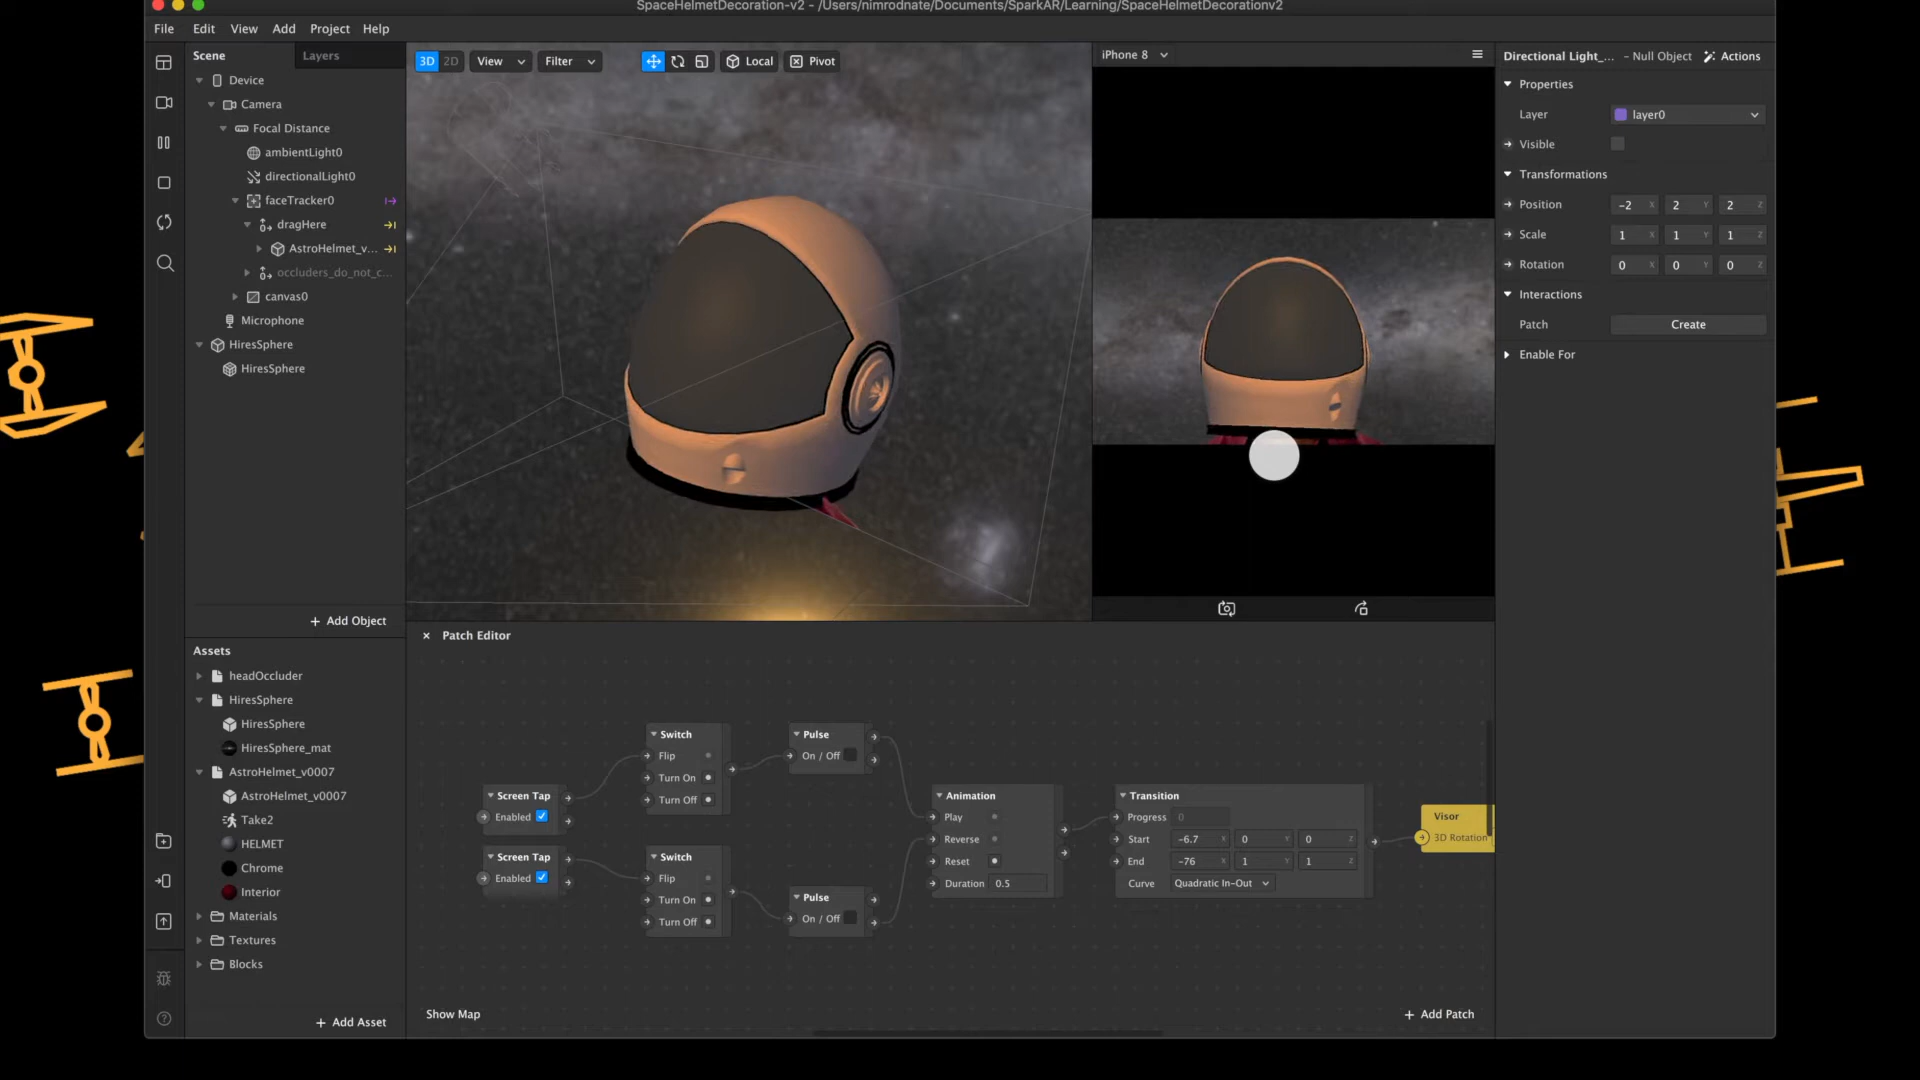 SpaceHelmetDecoration-v2 - /Users/nimrodnate/Documents/SparkAR/Learning/SpaceHelmetDecorationv2
File Edit View Add Project Help
Scene Layers
Device
Camera
Focal Distance
ambientLight0
directionalLight0
faceTracker0
dragHere
AstroHelmet_v...
occluders_do_not_c...
canvas0
Microphone
HiresSphere
HiresSphere
+ Add Object
Assets
headOccluder
HiresSphere
HiresSphere
HiresSphere_mat
AstroHelmet_v0007
AstroHelmet_v0007
Take2
HELMET
Chrome
Interior
Materials
Textures
Blocks
+ Add Asset
3D 2D View Filter Local Pivot
iPhone 8
Patch Editor
Screen Tap
Enabled
Screen Tap
Enabled
Switch
Flip
Turn On
Turn Off
Switch
Flip
Turn On
Turn Off
Pulse
On / Off
Pulse
On / Off
Animation
Play
Reverse
Reset
Duration 0.5
Transition
Progress 0
Start -6.7 X 0 Y 0 Z
End -76 X 1 Y 1 Z
Curve Quadratic In-Out
Visor
3D Rotation
Show Map
+ Add Patch
Directional Light_... - Null Object Actions
Properties
Layer layer0
Visible
Transformations
Position -2 X 2 Y 2 Z
Scale 1 X 1 Y 1 Z
Rotation 0 X 0 Y 0 Z
Interactions
Patch Create
Enable For